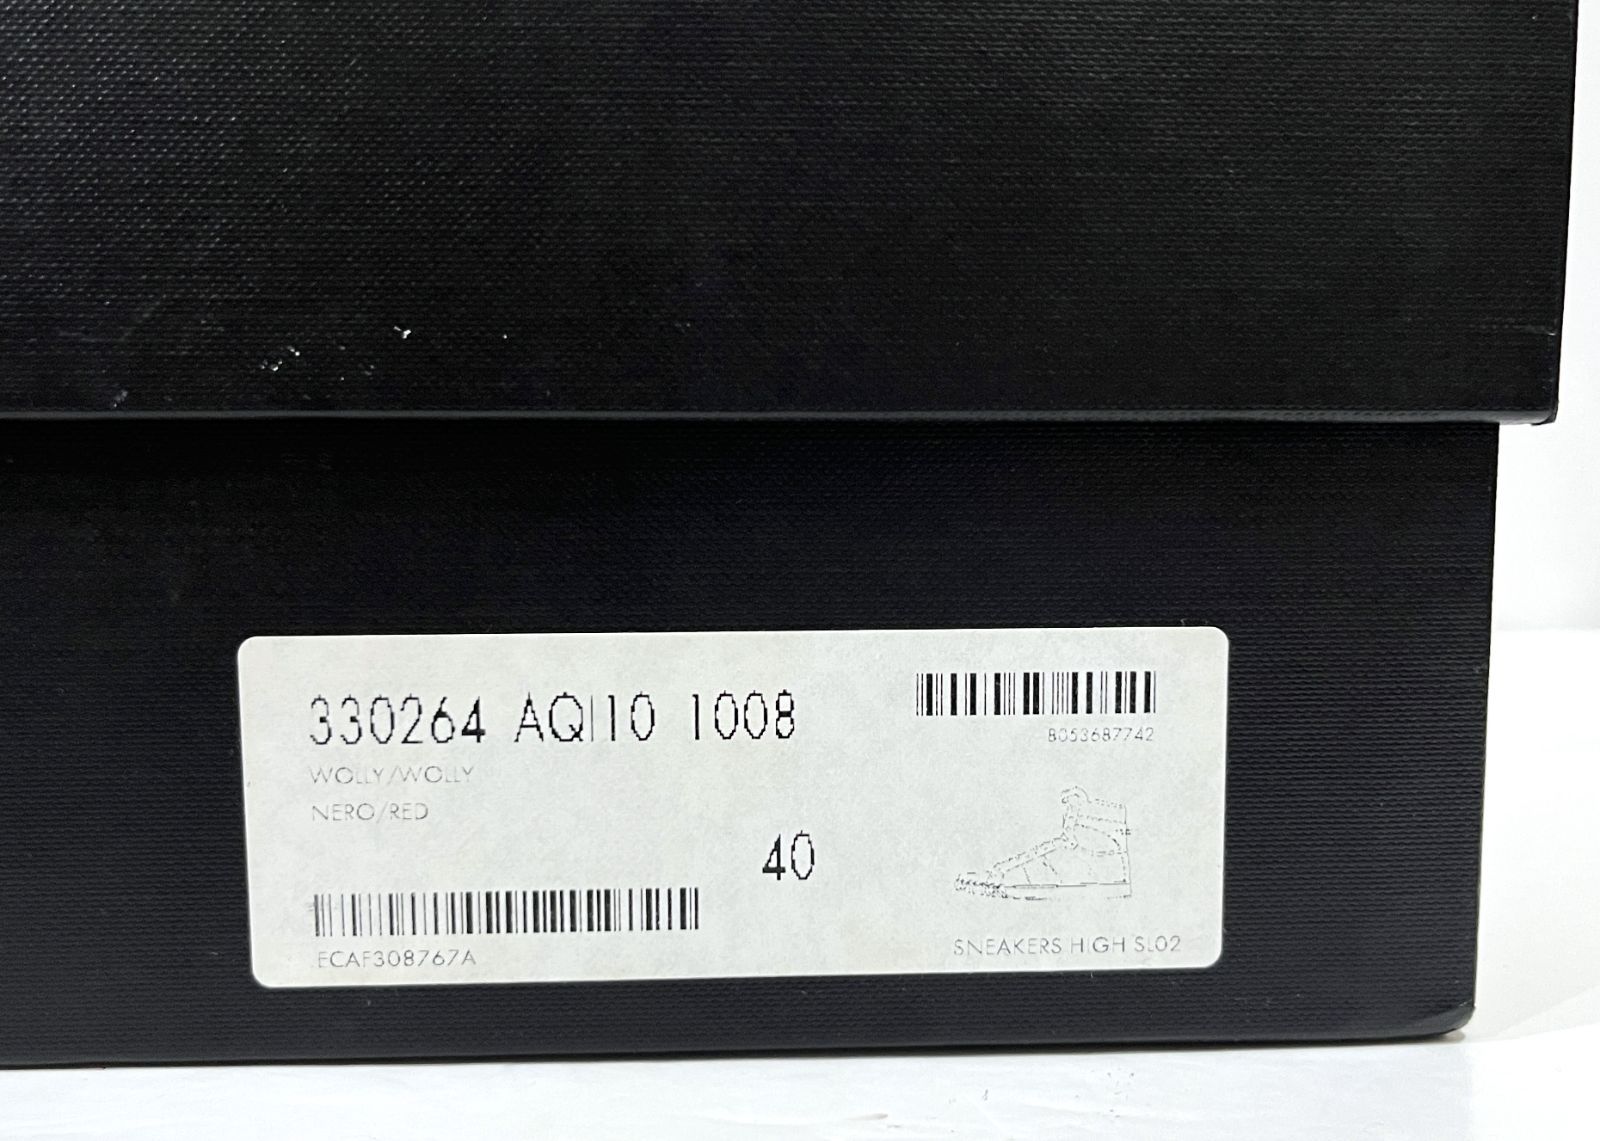 330264 AQI10 1008
8053687742
WOLLY/WOLLY
NERO/RED
40
ECAF308767A
SNEAKERS HIGH SL02